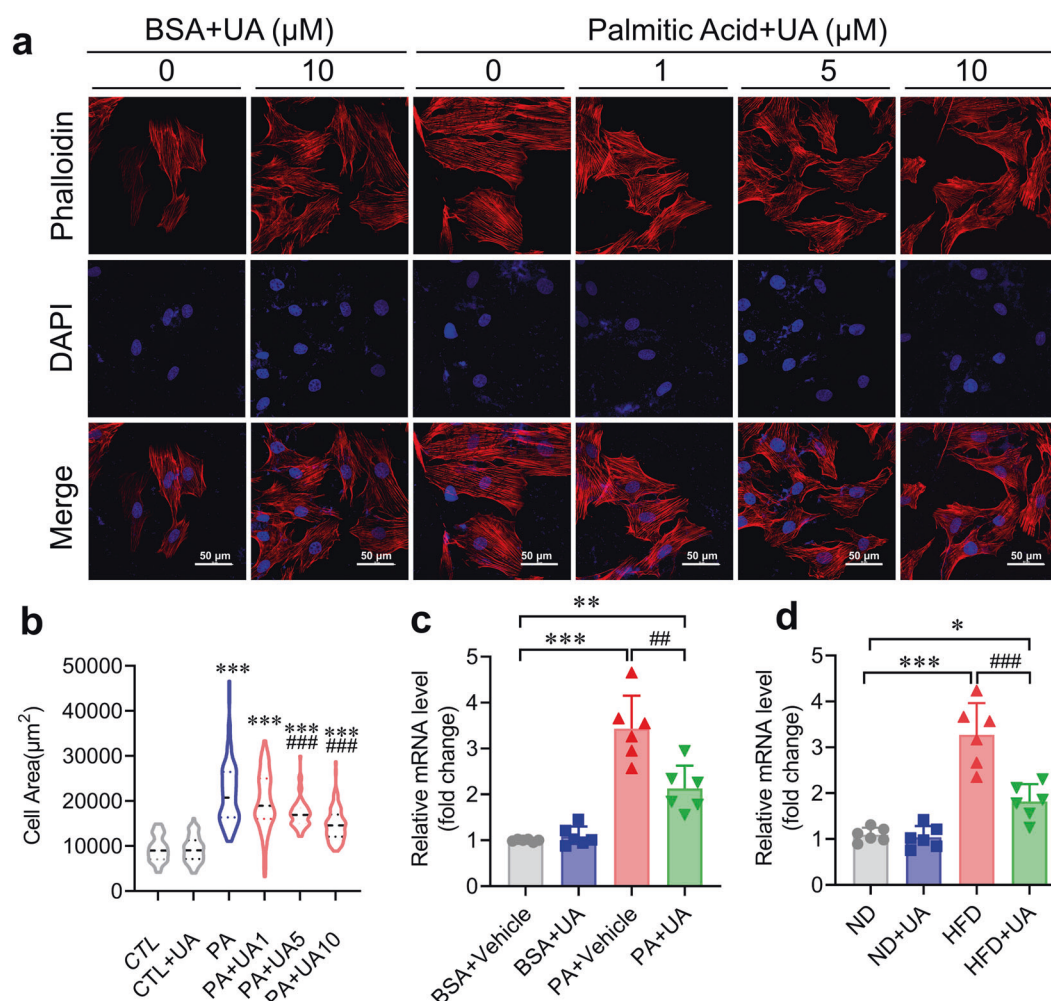 a
BSA+UA (µM)
Palmitic Acid+UA (µM)
0 10 0 1 5 10
Phalloidin
DAPI
Merge
50 µm 50 µm 50 µm 50 µm 50 µm 50 µm
b
Cell Area(µm²)
50000
40000
30000
20000
10000
0
*** *** *** ***
### ###
CTL
CTL+UA
PA
PA+UA1
PA+UA5
PA+UA10
c
Relative mRNA level
(fold change)
5
4
3
2
1
0
**
*** ##
BSA+Vehicle
BSA+UA
PA+Vehicle
PA+UA
d
Relative mRNA level
(fold change)
5
4
3
2
1
0
*
*** ###
ND
ND+UA
HFD
HFD+UA